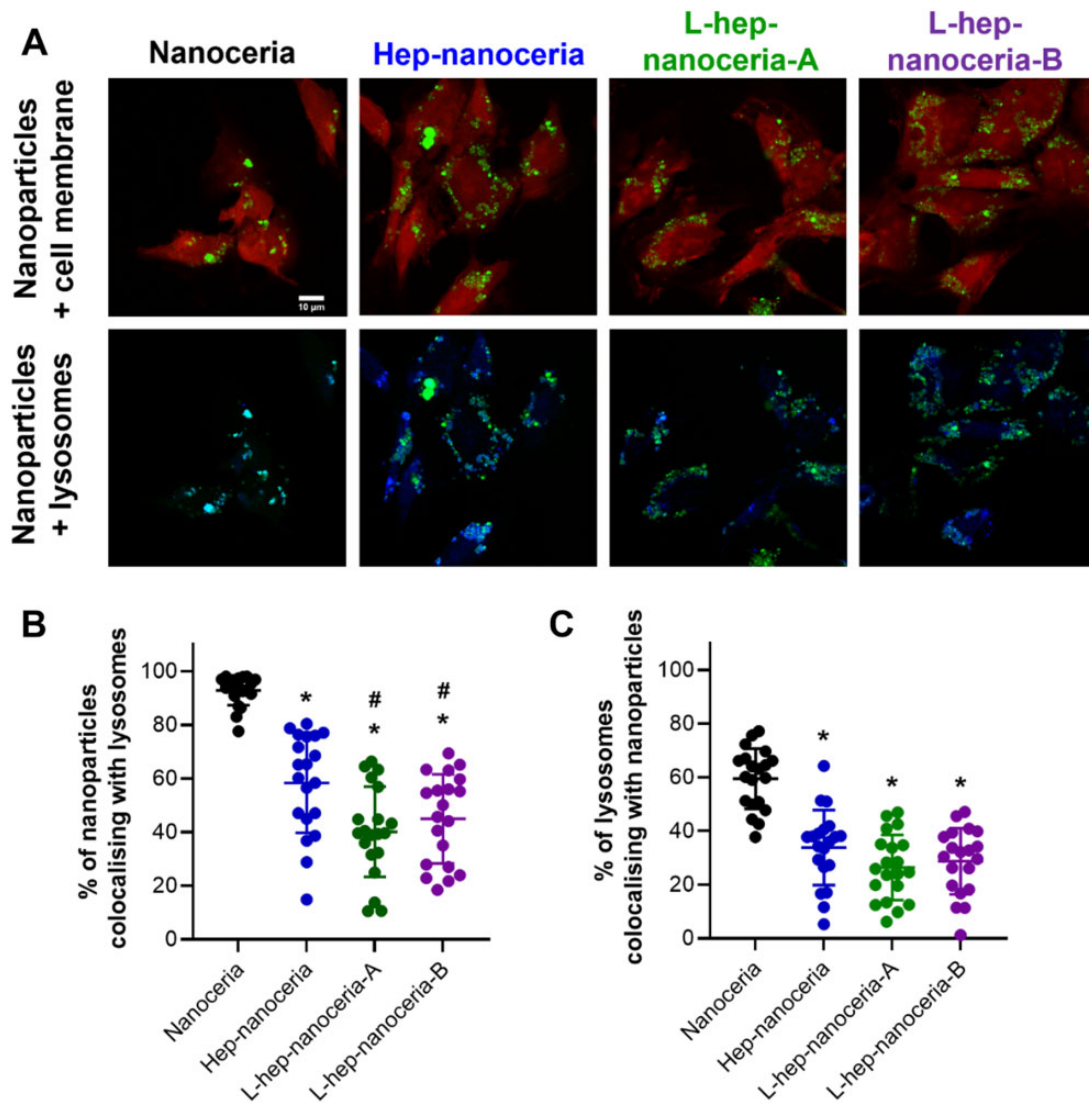 A
Nanoceria
Hep-nanoceria
L-hep-
nanoceria-A
L-hep-
nanoceria-B
Nanoparticles
+ cell membrane
10 µm
Nanoparticles
+ lysosomes
B
% of nanoparticles
colocalising with lysosomes
100
80
60
40
20
0
*
#
*
#
*
Nanoceria
Hep-nanoceria
L-hep-nanoceria-A
L-hep-nanoceria-B
C
% of lysosomes
colocalising with nanoparticles
100
80
60
40
20
0
*
*
*
Nanoceria
Hep-nanoceria
L-hep-nanoceria-A
L-hep-nanoceria-B